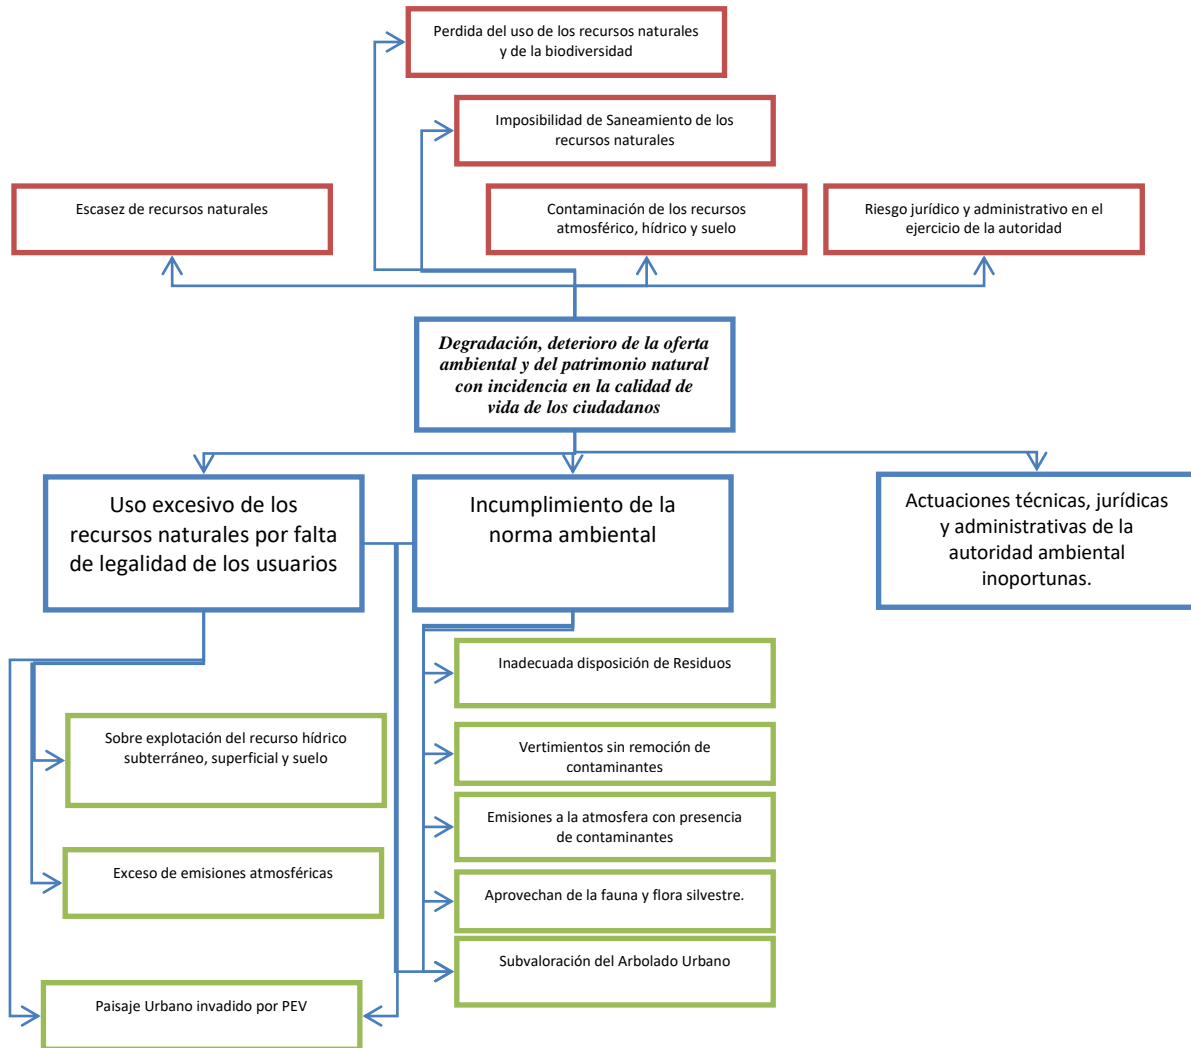 Perdida del uso de los recursos naturales
y de la biodiversidad
Imposibilidad de Saneamiento de los
recursos naturales
Escasez de recursos naturales
Contaminación de los recursos
atmosférico, hídrico y suelo
Riesgo jurídico y administrativo en el
ejercicio de la autoridad
Degradación, deterioro de la oferta
ambiental y del patrimonio natural
con incidencia en la calidad de
vida de los ciudadanos
Uso excesivo de los
recursos naturales por falta
de legalidad de los usuarios
Incumplimiento de la
norma ambiental
Actuaciones técnicas, jurídicas
y administrativas de la
autoridad ambiental
inoportunas.
Sobre explotación del recurso hídrico
subterráneo, superficial y suelo
Exceso de emisiones atmosféricas
Paisaje Urbano invadido por PEV
Inadecuada disposición de Residuos
Vertimientos sin remoción de
contaminantes
Emisiones a la atmosfera con presencia
de contaminantes
Aprovechan de la fauna y flora silvestre.
Subvaloración del Arbolado Urbano